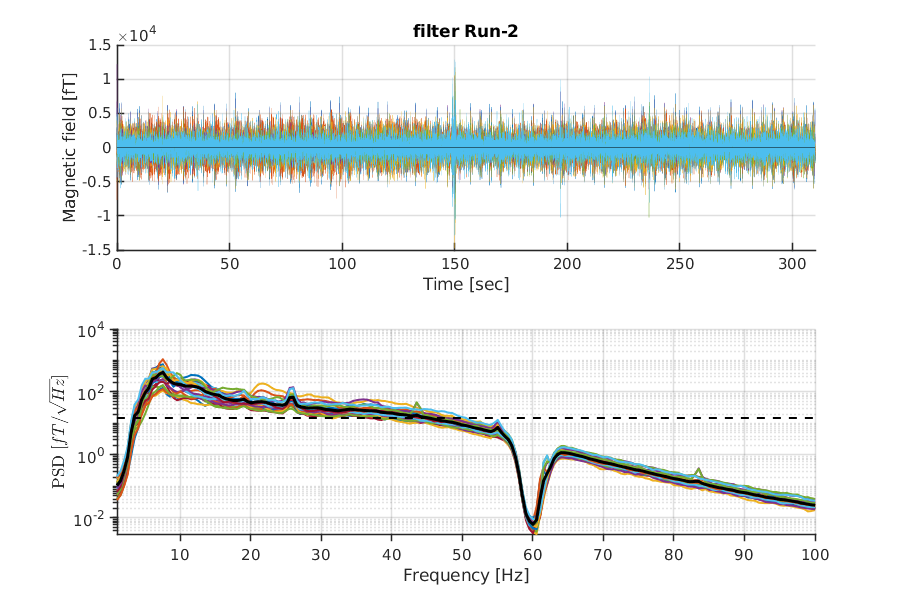 filter Run-2
×10^4
1.5
1
0.5
0
-0.5
-1
-1.5
Magnetic field [fT]
0 50 100 150 200 250 300
Time [sec]
10^4
10^2
10^0
10^-2
PSD [fT/√Hz]
10 20 30 40 50 60 70 80 90 100
Frequency [Hz]